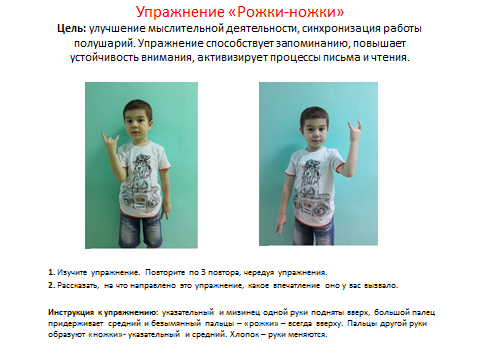 Упражнение «Рожки-ножки»
Цель: улучшение мыслительной деятельности, синхронизация работы
полушарий. Упражнение способствует запоминанию, повышает
устойчивость внимания, активизирует процессы письма и чтения.
1. Изучите упражнение. Повторите по 3 повтора, чередуя упражнения.
2. Рассказать, на что направлено это упражнение, какое впечатление оно у вас вызвало.
Инструкция к упражнению: указательный и мизинец одной руки подняты вверх, большой палец
придерживает средний и безымянный пальцы – «рожки» – всегда вверху. Пальцы другой руки
образуют «ножки»- указательный и средний. Хлопок – руки меняются.